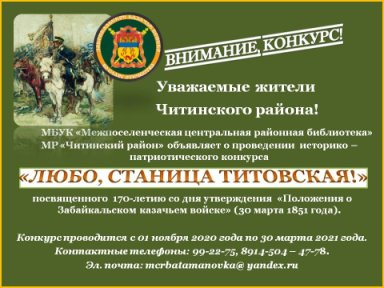 ВНИМАНИЕ, КОНКУРС!
Уважаемые жители
Читинского района!
МБУК «Межпоселенческая центральная районная библиотека»
МР «Читинский район» объявляет о проведении историко –
патриотического конкурса
«ЛЮБО, СТАНИЦА ТИТОВСКАЯ!»
посвященного 170-летию со дня утверждения «Положения о
Забайкальском казачьем войске» (30 марта 1851 года).
Конкурс проводится с 01 ноября 2020 года по 30 марта 2021 года.
Контактные телефоны: 99-22-75, 8914-504 – 47-78.
Эл. почта: mcrbatamanovka@ yandex.ru